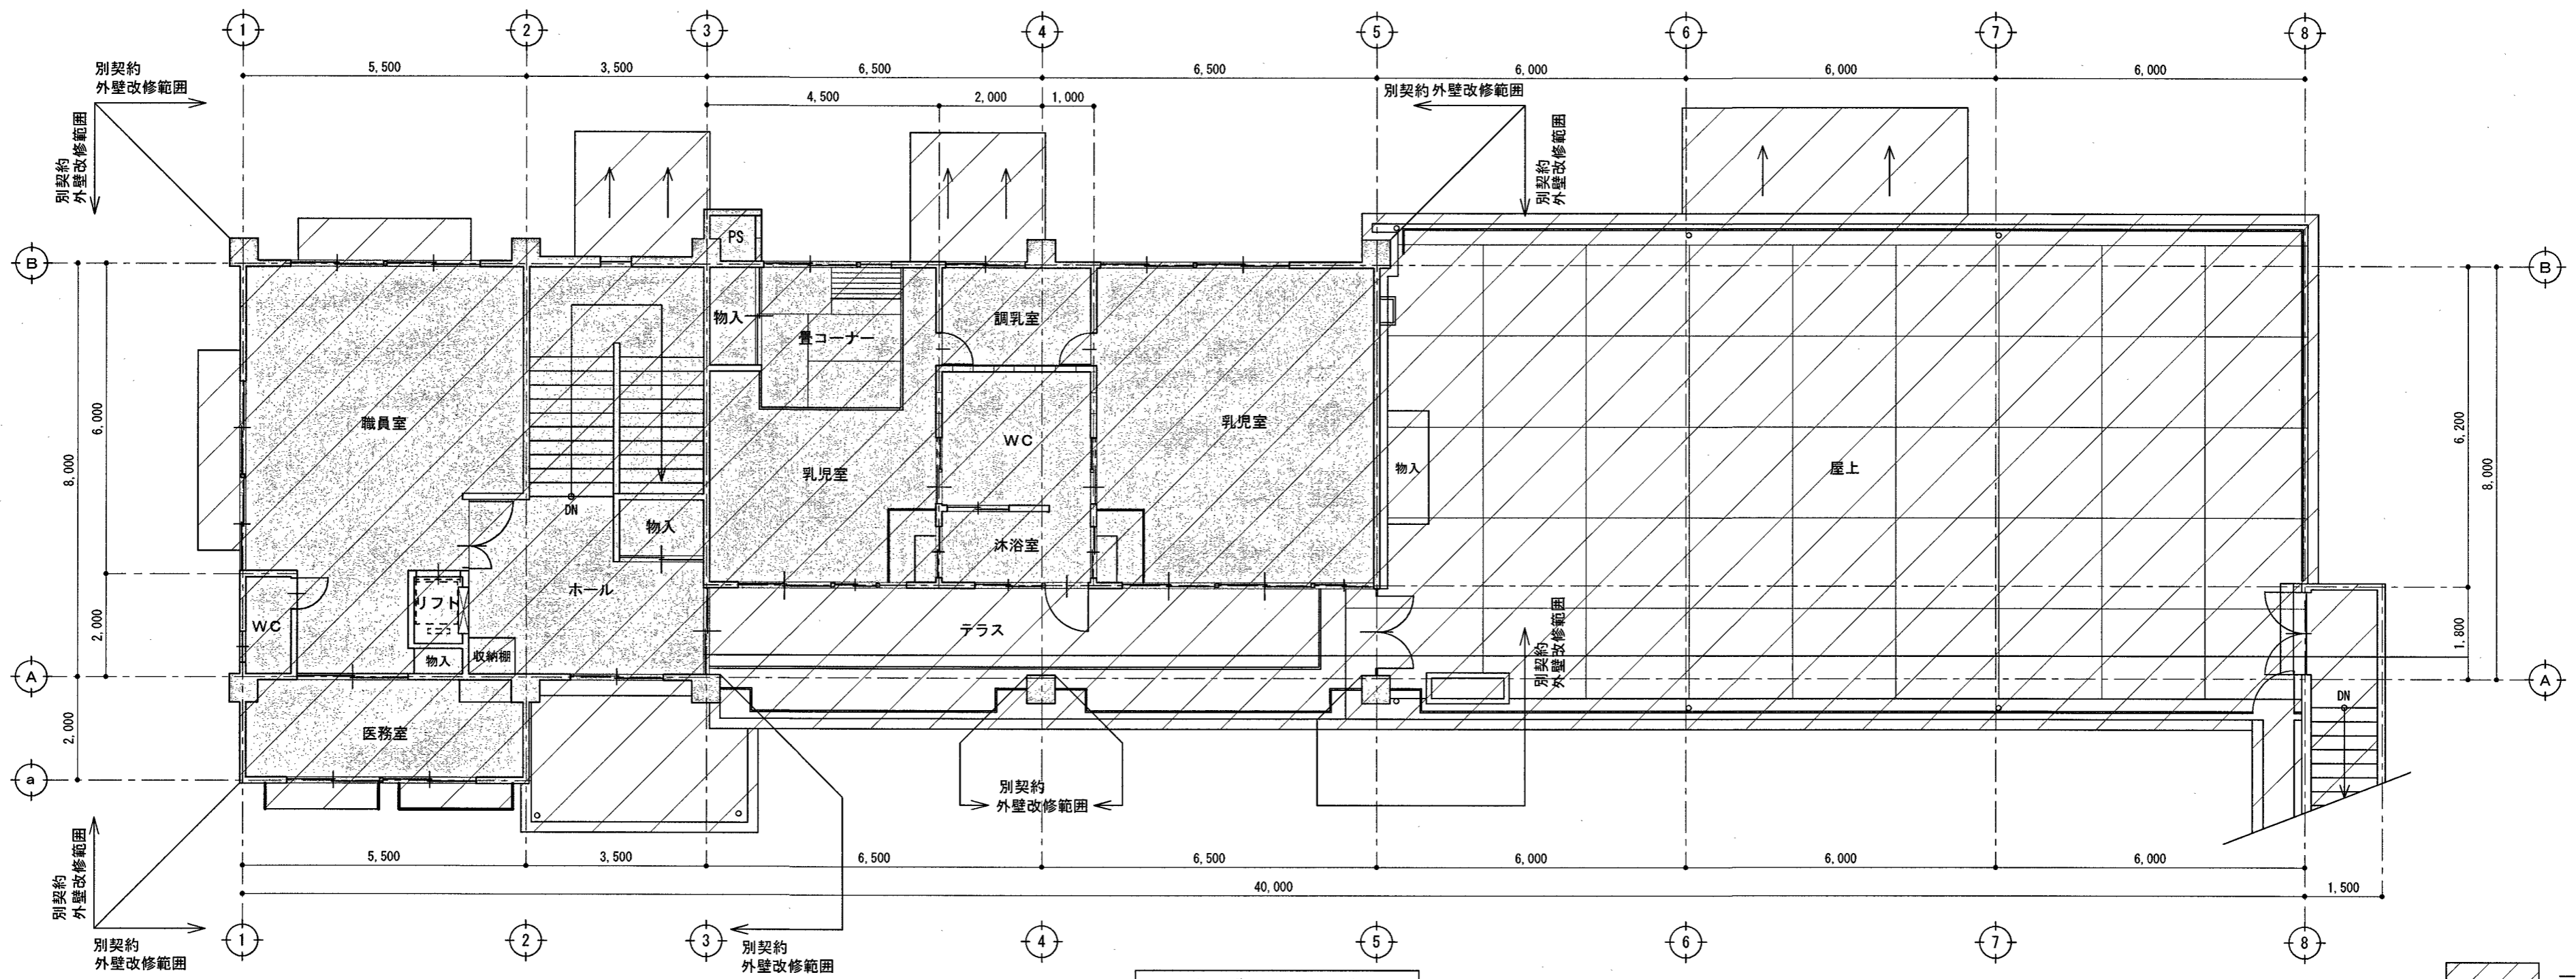 1 2 3 4 5 6 7 8
5,500 3,500 6,500 6,500 6,000 6,000 6,000
別契約
外壁改修範囲
別契約
外壁改修範囲
4,500 2,000 1,000
別契約 外壁改修範囲
別契約
外壁改修範囲
B
B
PS
物入
畳コーナー
調乳室
職員室
乳児室
WC
乳児室
物入
屋上
6,000
8,000
6,200
8,000
DN
物入
沐浴室
リフト
ホール
WC
テラス
物入
収納棚
2,000
1,800
別契約
外壁改修範囲
A
A
DN
医務室
2,000
a
別契約
外壁改修範囲
別契約
外壁改修範囲
5,500 3,500 6,500 6,500 6,000 6,000 6,000
40,000
1,500
1 2 3 4 5 6 7 8
別契約
外壁改修範囲
別契約
外壁改修範囲